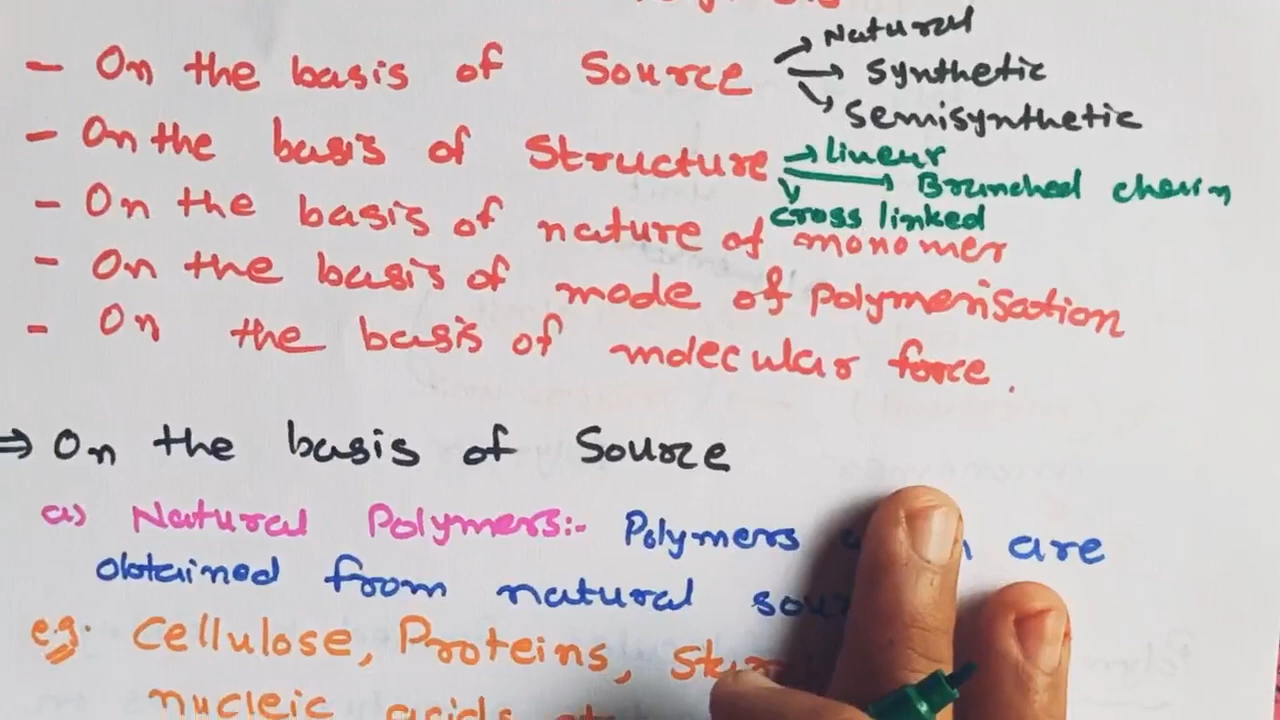 Natural
- On the basis of Source → Synthetic
Semisynthetic
- On the basis of Structure → linear
→ Branched chain
cross linked
- On the basis of nature of monomer
- On the basis of mode of polymerisation
- On the basis of molecular force.
⇒ On the basis of Source
a) Natural Polymers:- Polymers are
obtained from natural
e.g. Cellulose, Proteins,
nucleic acids